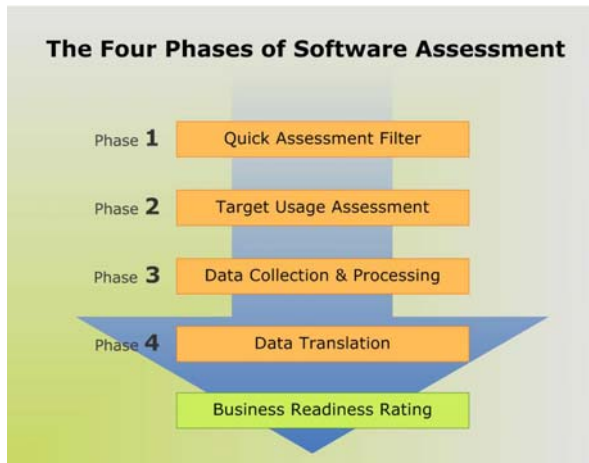 The Four Phases of Software Assessment
Phase 1 Quick Assessment Filter
Phase 2 Target Usage Assessment
Phase 3 Data Collection & Processing
Phase 4 Data Translation
Business Readiness Rating